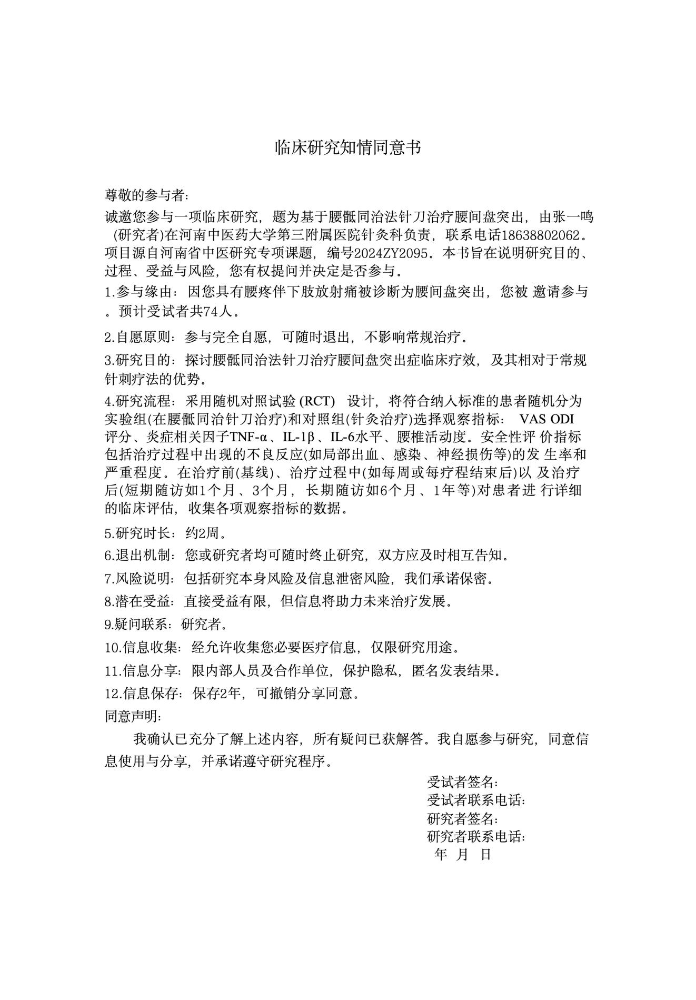 临床研究知情同意书
尊敬的参与者:
诚邀您参与一项临床研究，题为基于腰骶同治法针刀治疗腰间盘突出，由张一鸣
(研究者)在河南中医药大学第三附属医院针灸科负责，联系电话18638802062。
项目源自河南省中医研究专项课题，编号2024ZY2095。本书旨在说明研究目的、
过程、受益与风险，您有权提问并决定是否参与。
1.参与缘由：因您具有腰疼伴下肢放射痛被诊断为腰间盘突出，您被 邀请参与
。预计受试者共74人。
2.自愿原则：参与完全自愿，可随时退出，不影响常规治疗。
3.研究目的：探讨腰骶同治法针刀治疗腰间盘突出症临床疗效，及其相对于常规
针刺疗法的优势。
4.研究流程：采用随机对照试验 (RCT) 设计，将符合纳入标准的患者随机分为
实验组(在腰骶同治针刀治疗)和对照组(针灸治疗)选择观察指标： VAS ODI
评分、炎症相关因子TNF-α、IL-1β、IL-6水平、腰椎活动度。安全性评 价指标
包括治疗过程中出现的不良反应(如局部出血、感染、神经损伤等)的发 生率和
严重程度。在治疗前(基线)、治疗过程中(如每周或每疗程结束后)以 及治疗
后(短期随访如1个月、3个月，长期随访如6个月、1年等)对患者进 行详细
的临床评估，收集各项观察指标的数据。
5.研究时长：约2周。
6.退出机制：您或研究者均可随时终止研究，双方应及时相互告知。
7.风险说明：包括研究本身风险及信息泄密风险，我们承诺保密。
8.潜在受益：直接受益有限，但信息将助力未来治疗发展。
9.疑问联系：研究者。
10.信息收集：经允许收集您必要医疗信息，仅限研究用途。
11.信息分享：限内部人员及合作单位，保护隐私，匿名发表结果。
12.信息保存：保存2年，可撤销分享同意。
同意声明:
我确认已充分了解上述内容，所有疑问已获解答。我自愿参与研究，同意信
息使用与分享，并承诺遵守研究程序。
受试者签名:
受试者联系电话:
研究者签名:
研究者联系电话:
年 月 日